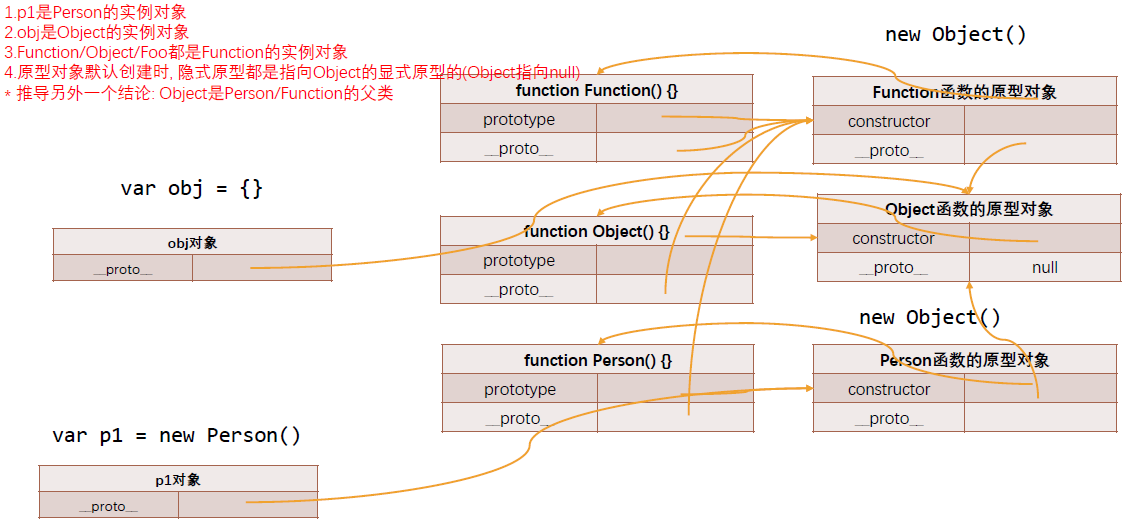 1.p1是Person的实例对象
2.obj是Object的实例对象
3.Function/Object/Foo都是Function的实例对象
4.原型对象默认创建时, 隐式原型都是指向Object的显式原型的(Object指向null)
* 推导另外一个结论: Object是Person/Function的父类
new Object()
function Function() {}
prototype
__proto__
Function函数的原型对象
constructor
__proto__
var obj = {}
obj对象
__proto__
function Object() {}
prototype
__proto__
Object函数的原型对象
constructor
__proto__ null
new Object()
function Person() {}
prototype
__proto__
Person函数的原型对象
constructor
__proto__
var p1 = new Person()
p1对象
__proto__